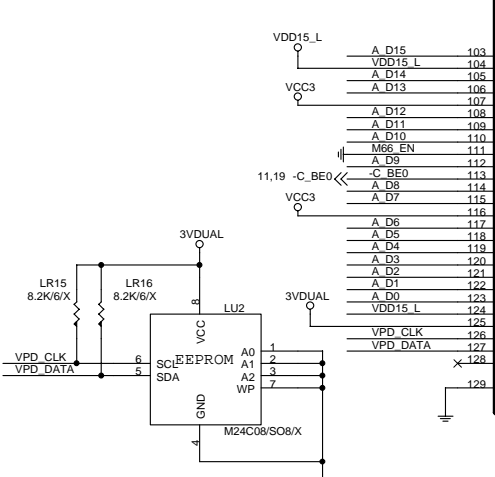 VDD15_L
A_D15 103
VDD15_L 104
A_D14 105
VCC3
A_D13 106
107
A_D12 108
A_D11 109
A_D10 110
M66_EN 111
A_D9 112
11,19 -C_BE0 -C_BE0 113
A_D8 114
A_D7 115
VCC3
116
A_D6 117
A_D5 118
A_D4 119
A_D3 120
A_D2 121
A_D1 122
A_D0 123
VDD15_L 124
3VDUAL
125
VPD_CLK 126
VPD_DATA 127
128
129
3VDUAL
LR15 LR16
8.2K/6/X 8.2K/6/X
8 LU2
VCC
VPD_CLK 6 SCL EEPROM A0 1
VPD_DATA 5 SDA A1 2
A2 3
WP 7
GND
4 M24C08/SO8/X